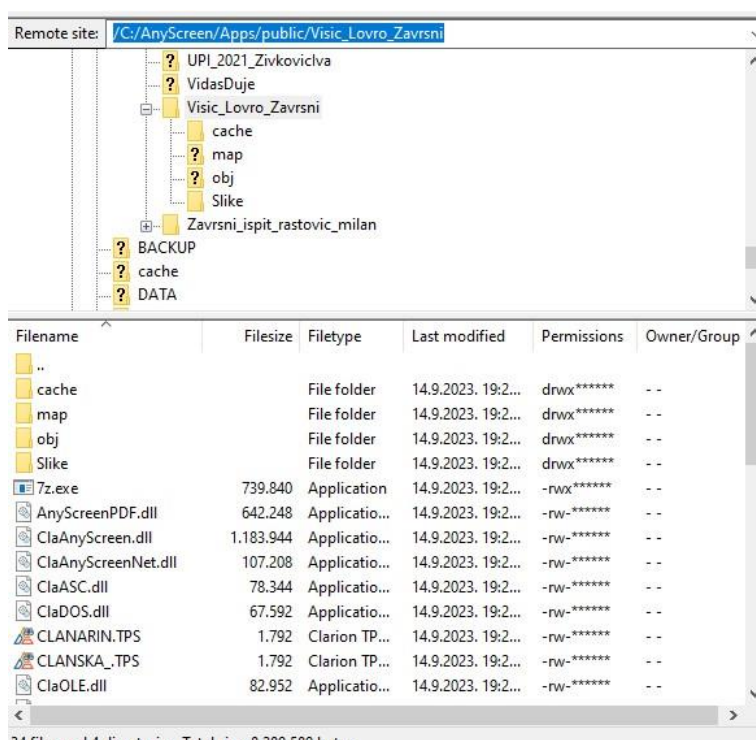 Remote site: /C:/AnyScreen/Apps/public/Visic_Lovro_Zavrsni
UPI_2021_ZivkovicIva
VidasDuje
Visic_Lovro_Zavrsni
cache
map
obj
Slike
Zavrsni_ispit_rastovic_milan
BACKUP
cache
DATA
Filename Filesize Filetype Last modified Permissions Owner/Group
..
cache File folder 14.9.2023. 19:2... drwx****** - -
map File folder 14.9.2023. 19:2... drwx****** - -
obj File folder 14.9.2023. 19:2... drwx****** - -
Slike File folder 14.9.2023. 19:2... drwx****** - -
7z.exe 739.840 Application 14.9.2023. 19:2... -rwx****** - -
AnyScreenPDF.dll 642.248 Applicatio... 14.9.2023. 19:2... -rw-****** - -
ClaAnyScreen.dll 1.183.944 Applicatio... 14.9.2023. 19:2... -rw-****** - -
ClaAnyScreenNet.dll 107.208 Applicatio... 14.9.2023. 19:2... -rw-****** - -
ClaASC.dll 78.344 Applicatio... 14.9.2023. 19:2... -rw-****** - -
ClaDOS.dll 67.592 Applicatio... 14.9.2023. 19:2... -rw-****** - -
CLANARIN.TPS 1.792 Clarion TP... 14.9.2023. 19:2... -rw-****** - -
CLANSKA_.TPS 1.792 Clarion TP... 14.9.2023. 19:2... -rw-****** - -
ClaOLE.dll 82.952 Applicatio... 14.9.2023. 19:2... -rw-****** - -